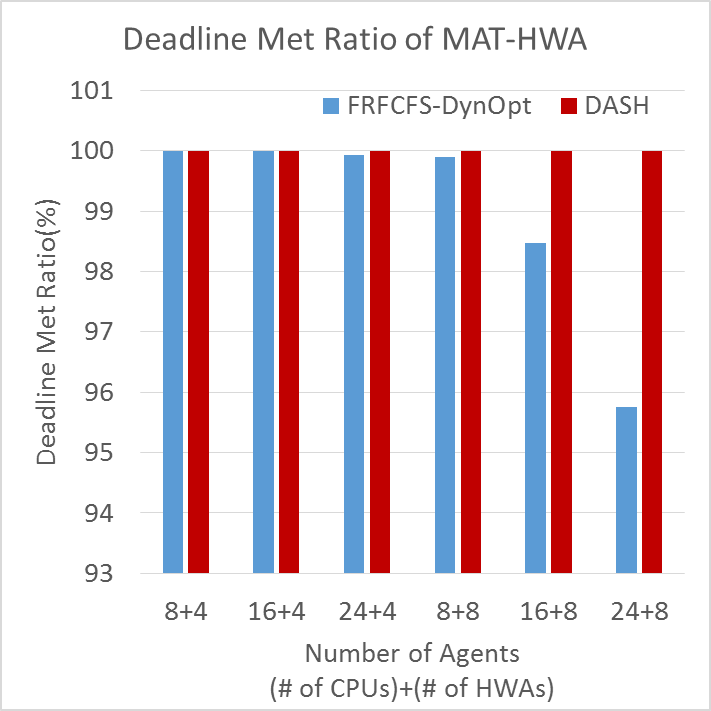 Deadline Met Ratio of MAT-HWA
FRFCFS-DynOpt DASH
101
100
99
98
97
96
95
94
93
Deadline Met Ratio(%)
8+4 16+4 24+4 8+8 16+8 24+8
Number of Agents
(# of CPUs)+(# of HWAs)